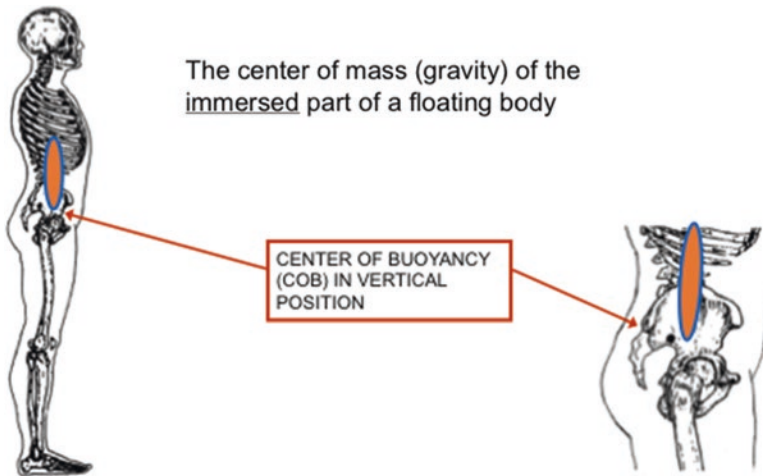 The center of mass (gravity) of the
immersed part of a floating body
CENTER OF BUOYANCY
(COB) IN VERTICAL
POSITION